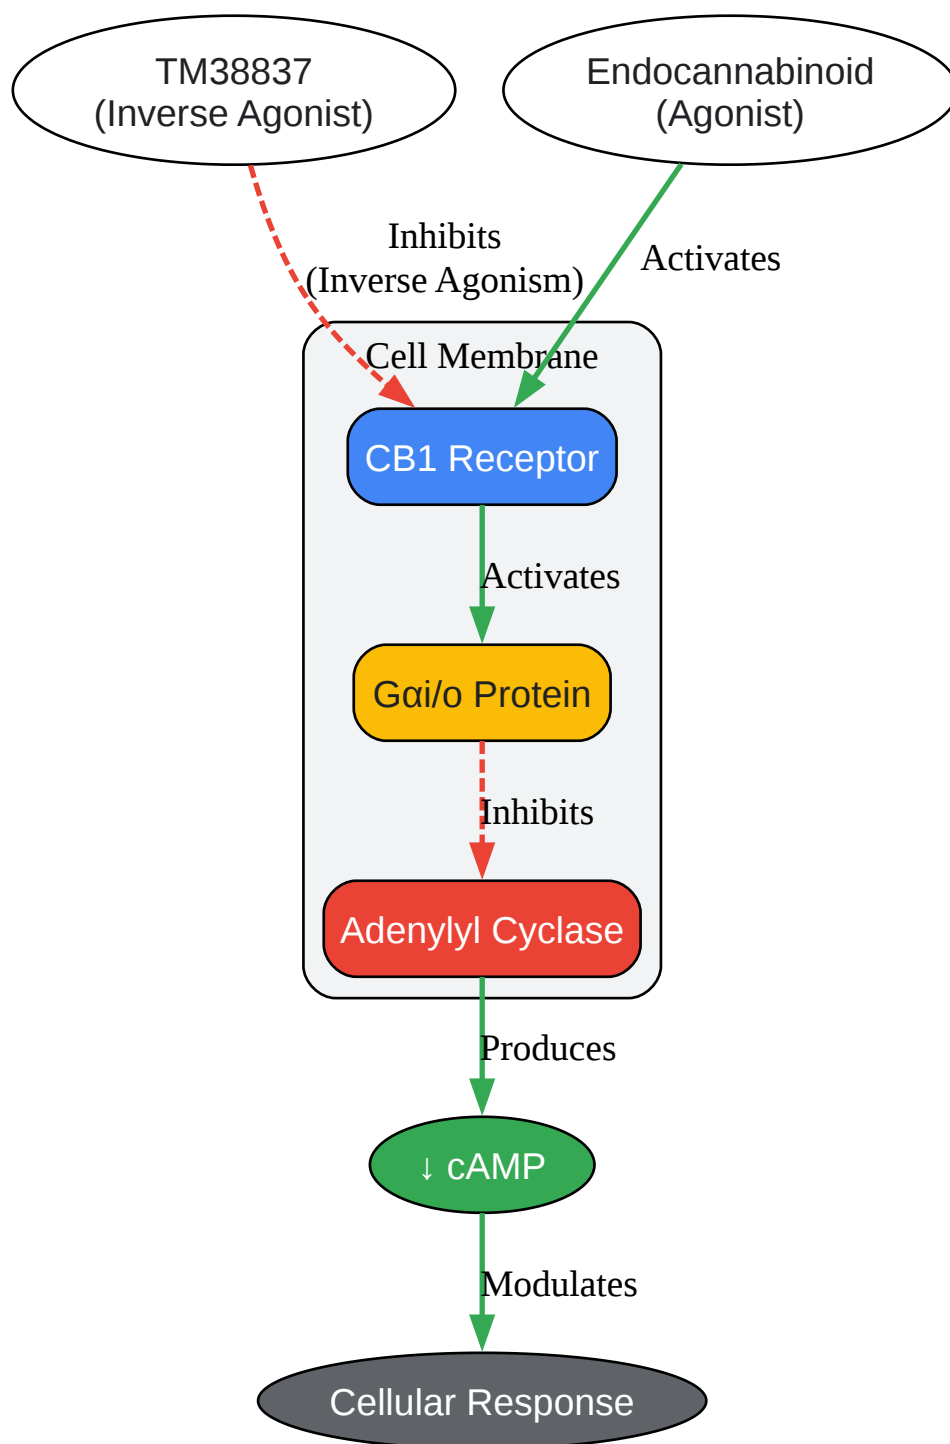 TM38837
(Inverse Agonist)
Endocannabinoid
(Agonist)
Inhibits
(Inverse Agonism)
Activates
Cell Membrane
CB1 Receptor
Activates
Gαi/o Protein
Inhibits
Adenylyl Cyclase
Produces
↓ cAMP
Modulates
Cellular Response